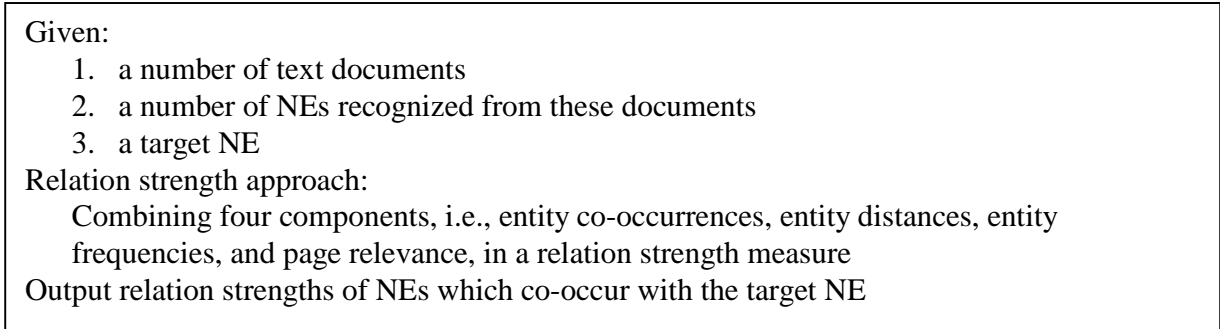 Given:
1. a number of text documents
2. a number of NEs recognized from these documents
3. a target NE
Relation strength approach:
Combining four components, i.e., entity co-occurrences, entity distances, entity
frequencies, and page relevance, in a relation strength measure
Output relation strengths of NEs which co-occur with the target NE